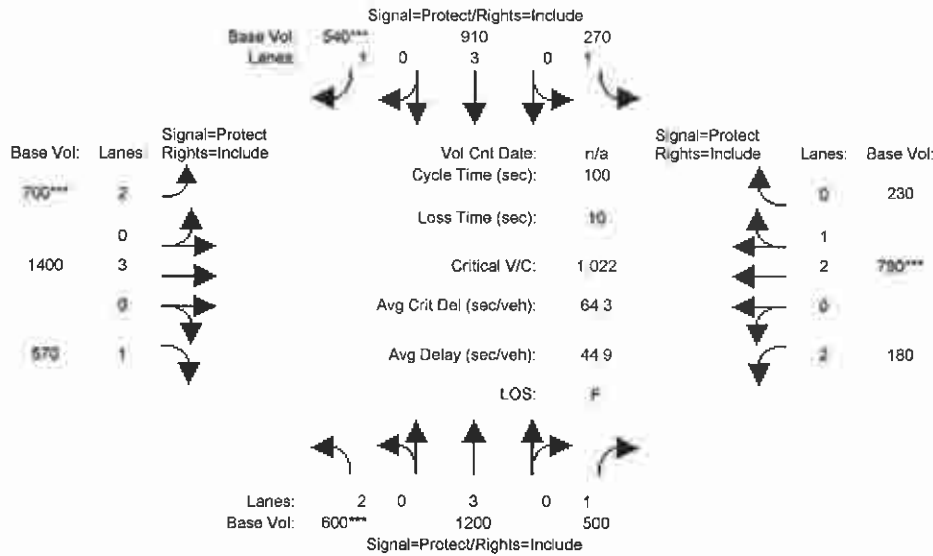 Signal=Protect/Rights=Include
Base Vol 540*** 910 270
Lanes 1 0 3 0 1
Signal=Protect
Base Vol: Lanes Rights=Include
700*** 2
0
1400 3
0
570 1
Vol Cnt Date: n/a
Cycle Time (sec): 100
Loss Time (sec): 10
Critical V/C: 1 022
Avg Crit Del (sec/veh): 64 3
Avg Delay (sec/veh): 44 9
LOS: F
Signal=Protect
Rights=Include Lanes: Base Vol:
0 230
1
2 790***
0
2 180
Lanes: 2 0 3 0 1
Base Vol: 600*** 1200 500
Signal=Protect/Rights=Include